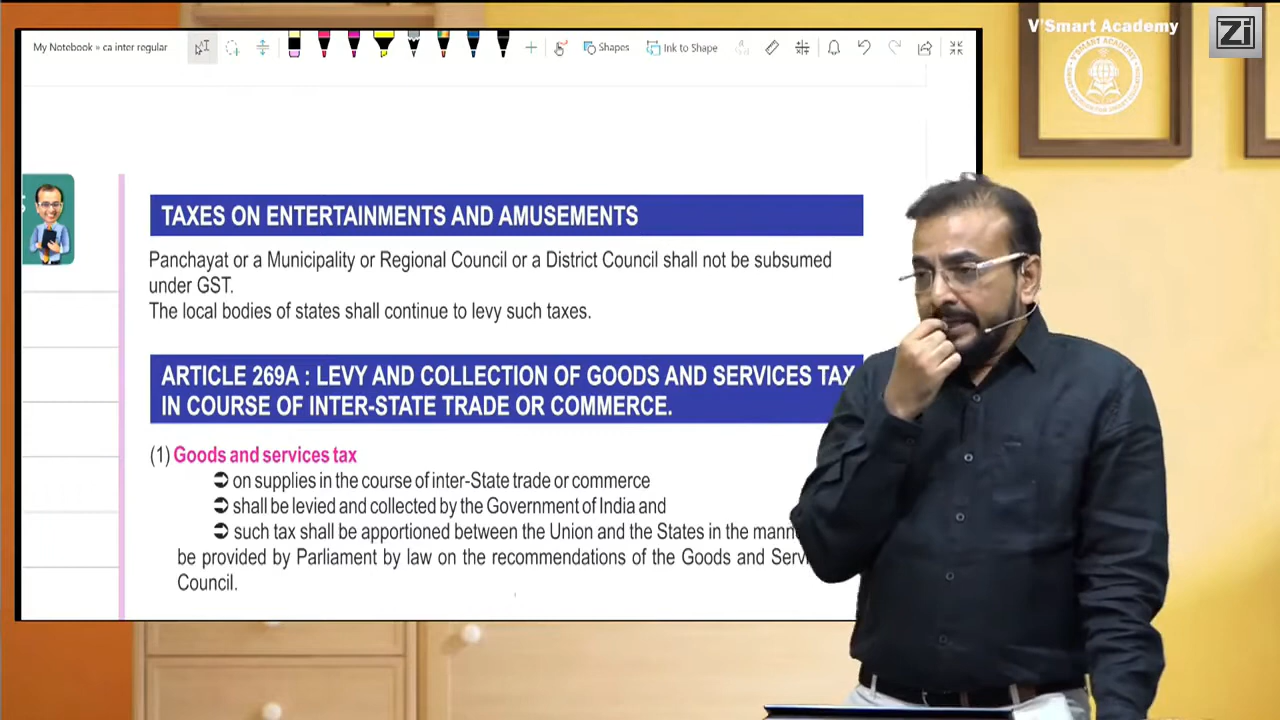 V'Smart Academy
My Notebook » ca inter regular
Shapes
Ink to Shape
TAXES ON ENTERTAINMENTS AND AMUSEMENTS
Panchayat or a Municipality or Regional Council or a District Council shall not be subsumed
under GST.
The local bodies of states shall continue to levy such taxes.
ARTICLE 269A : LEVY AND COLLECTION OF GOODS AND SERVICES TAX
IN COURSE OF INTER-STATE TRADE OR COMMERCE.
(1) Goods and services tax
➲ on supplies in the course of inter-State trade or commerce
➲ shall be levied and collected by the Government of India and
➲ such tax shall be apportioned between the Union and the States in the
be provided by Parliament by law on the recommendations of the Goods and
Council.